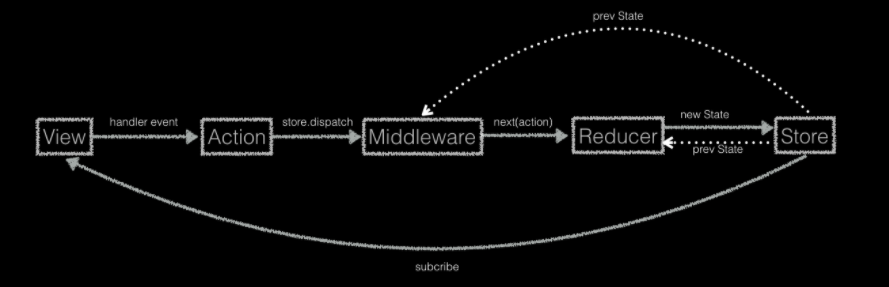 prev State
handler event
store.dispatch
next(action)
new State
View
Action
Middleware
Reducer
Store
prev State
subcribe